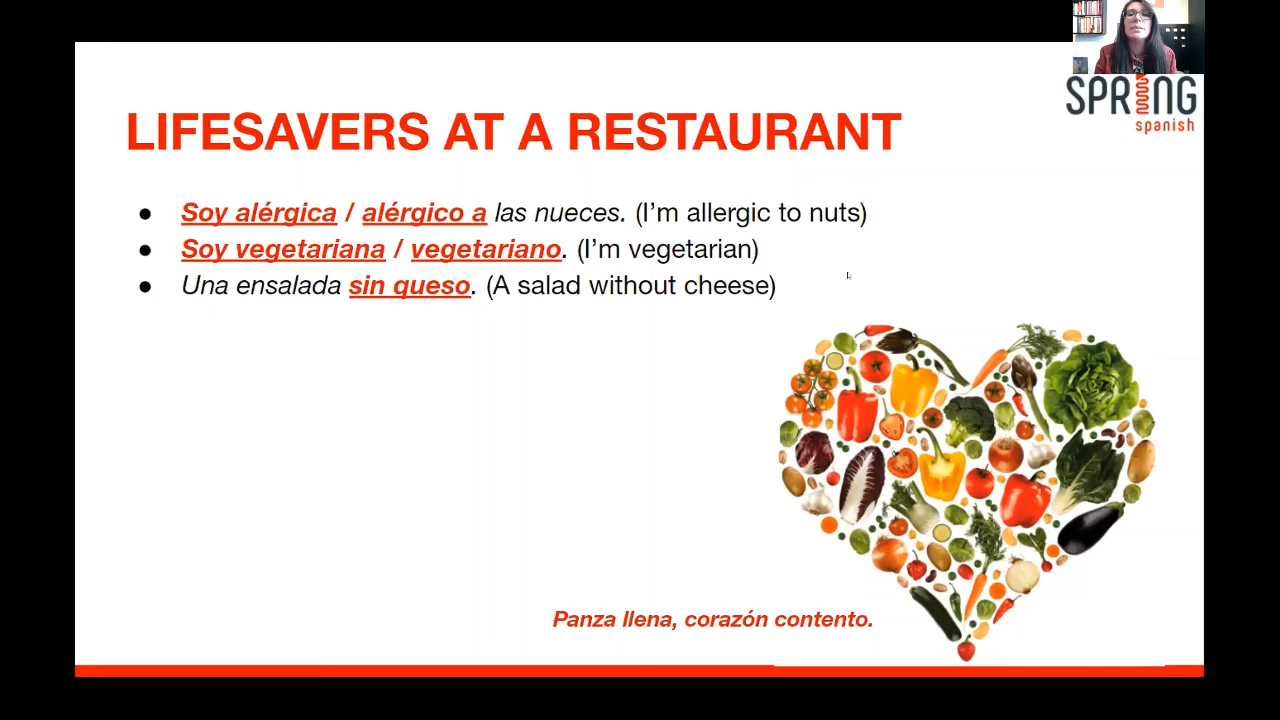 SPRING
spanish
LIFESAVERS AT A RESTAURANT
● Soy alérgica / alérgico a las nueces. (I'm allergic to nuts)
● Soy vegetariana / vegetariano. (I'm vegetarian)
● Una ensalada sin queso. (A salad without cheese)
Panza llena, corazón contento.